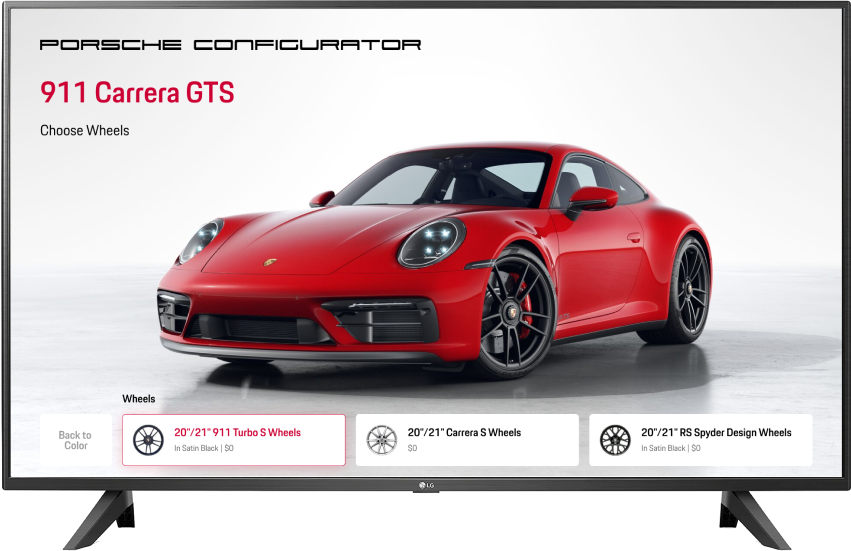 PORSCHE CONFIGURATOR
911 Carrera GTS
Choose Wheels
Wheels
Back to
Color
20"/21" 911 Turbo S Wheels
In Satin Black | $0
20"/21" Carrera S Wheels
$0
20"/21" RS Spyder Design Wheels
In Satin Black | $0
LG